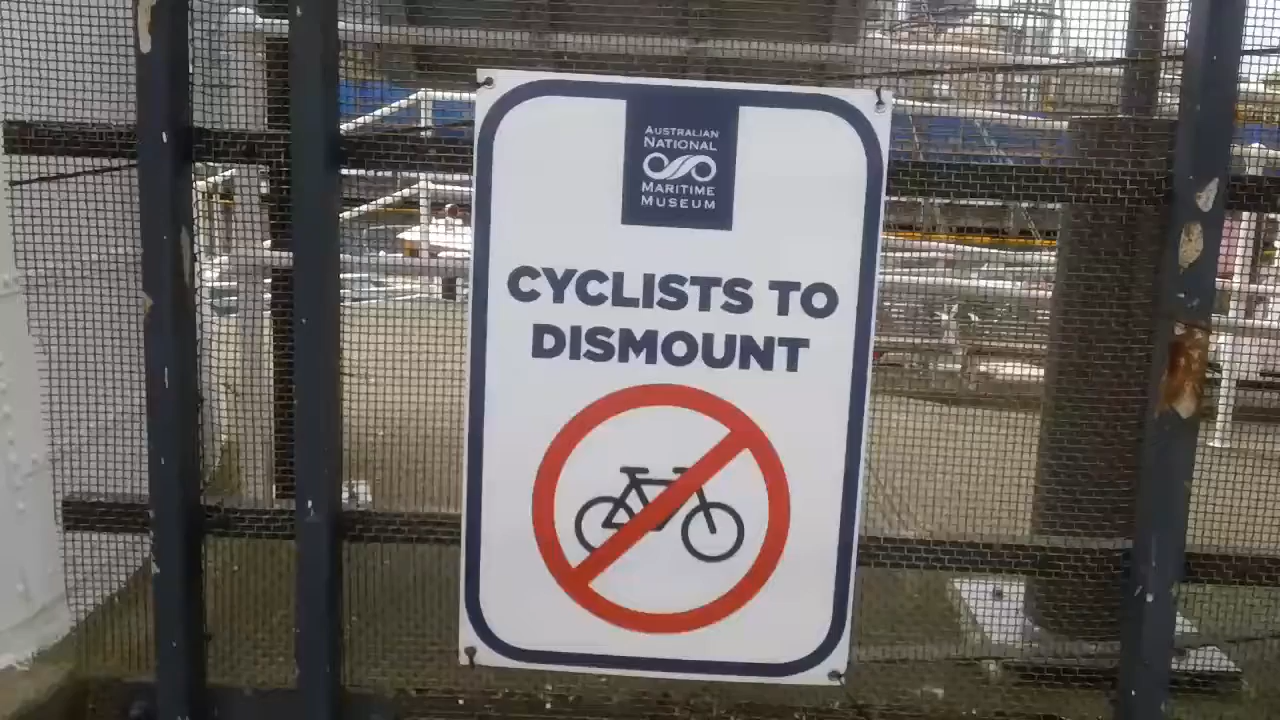 AUSTRALIAN
NATIONAL
MARITIME
MUSEUM
CYCLISTS TO
DISMOUNT